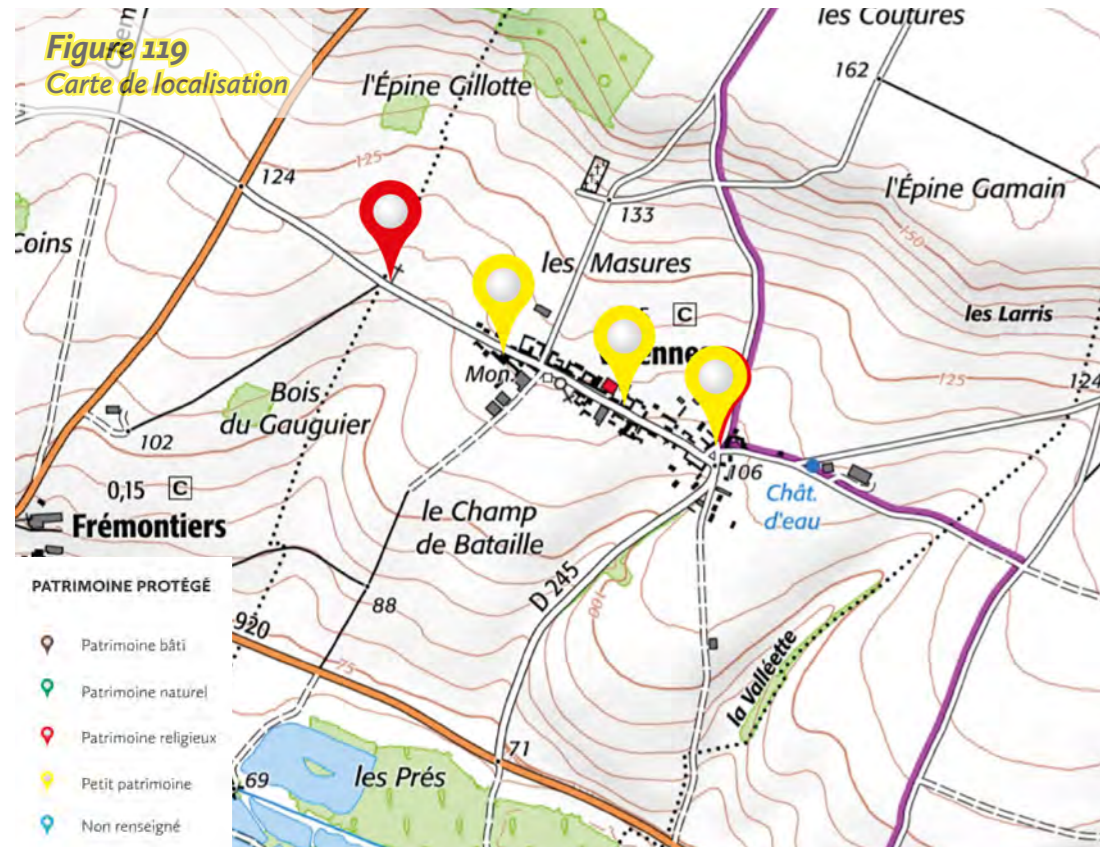 Figure 119
Carte de localisation
les Coutures
162
l'Épine Gillotte
125
124
l'Épine Gamain
133
150
Coins
les Masures
C
les Larris
Mon.
125
124
Bois
du Gauguier
102
106
0,15 C
Chât.
d'eau
Frémontiers
le Champ
de Bataille
D 245
100
88
920
75
la Valléette
71
69
les Prés
PATRIMOINE PROTÉGÉ
Patrimoine bâti
Patrimoine naturel
Patrimoine religieux
Petit patrimoine
Non renseigné